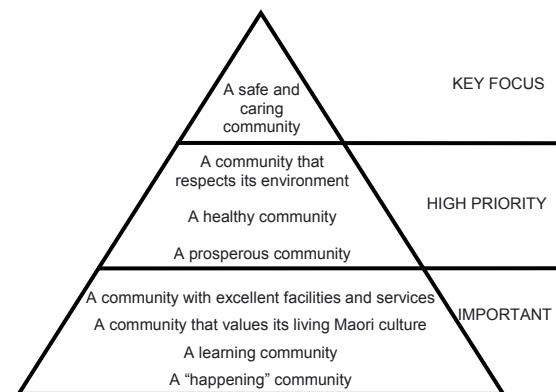 A safe and
caring
community
KEY FOCUS
A community that
respects its environment
A healthy community
A prosperous community
HIGH PRIORITY
A community with excellent facilities and services
A community that values its living Maori culture
A learning community
A “happening” community
IMPORTANT